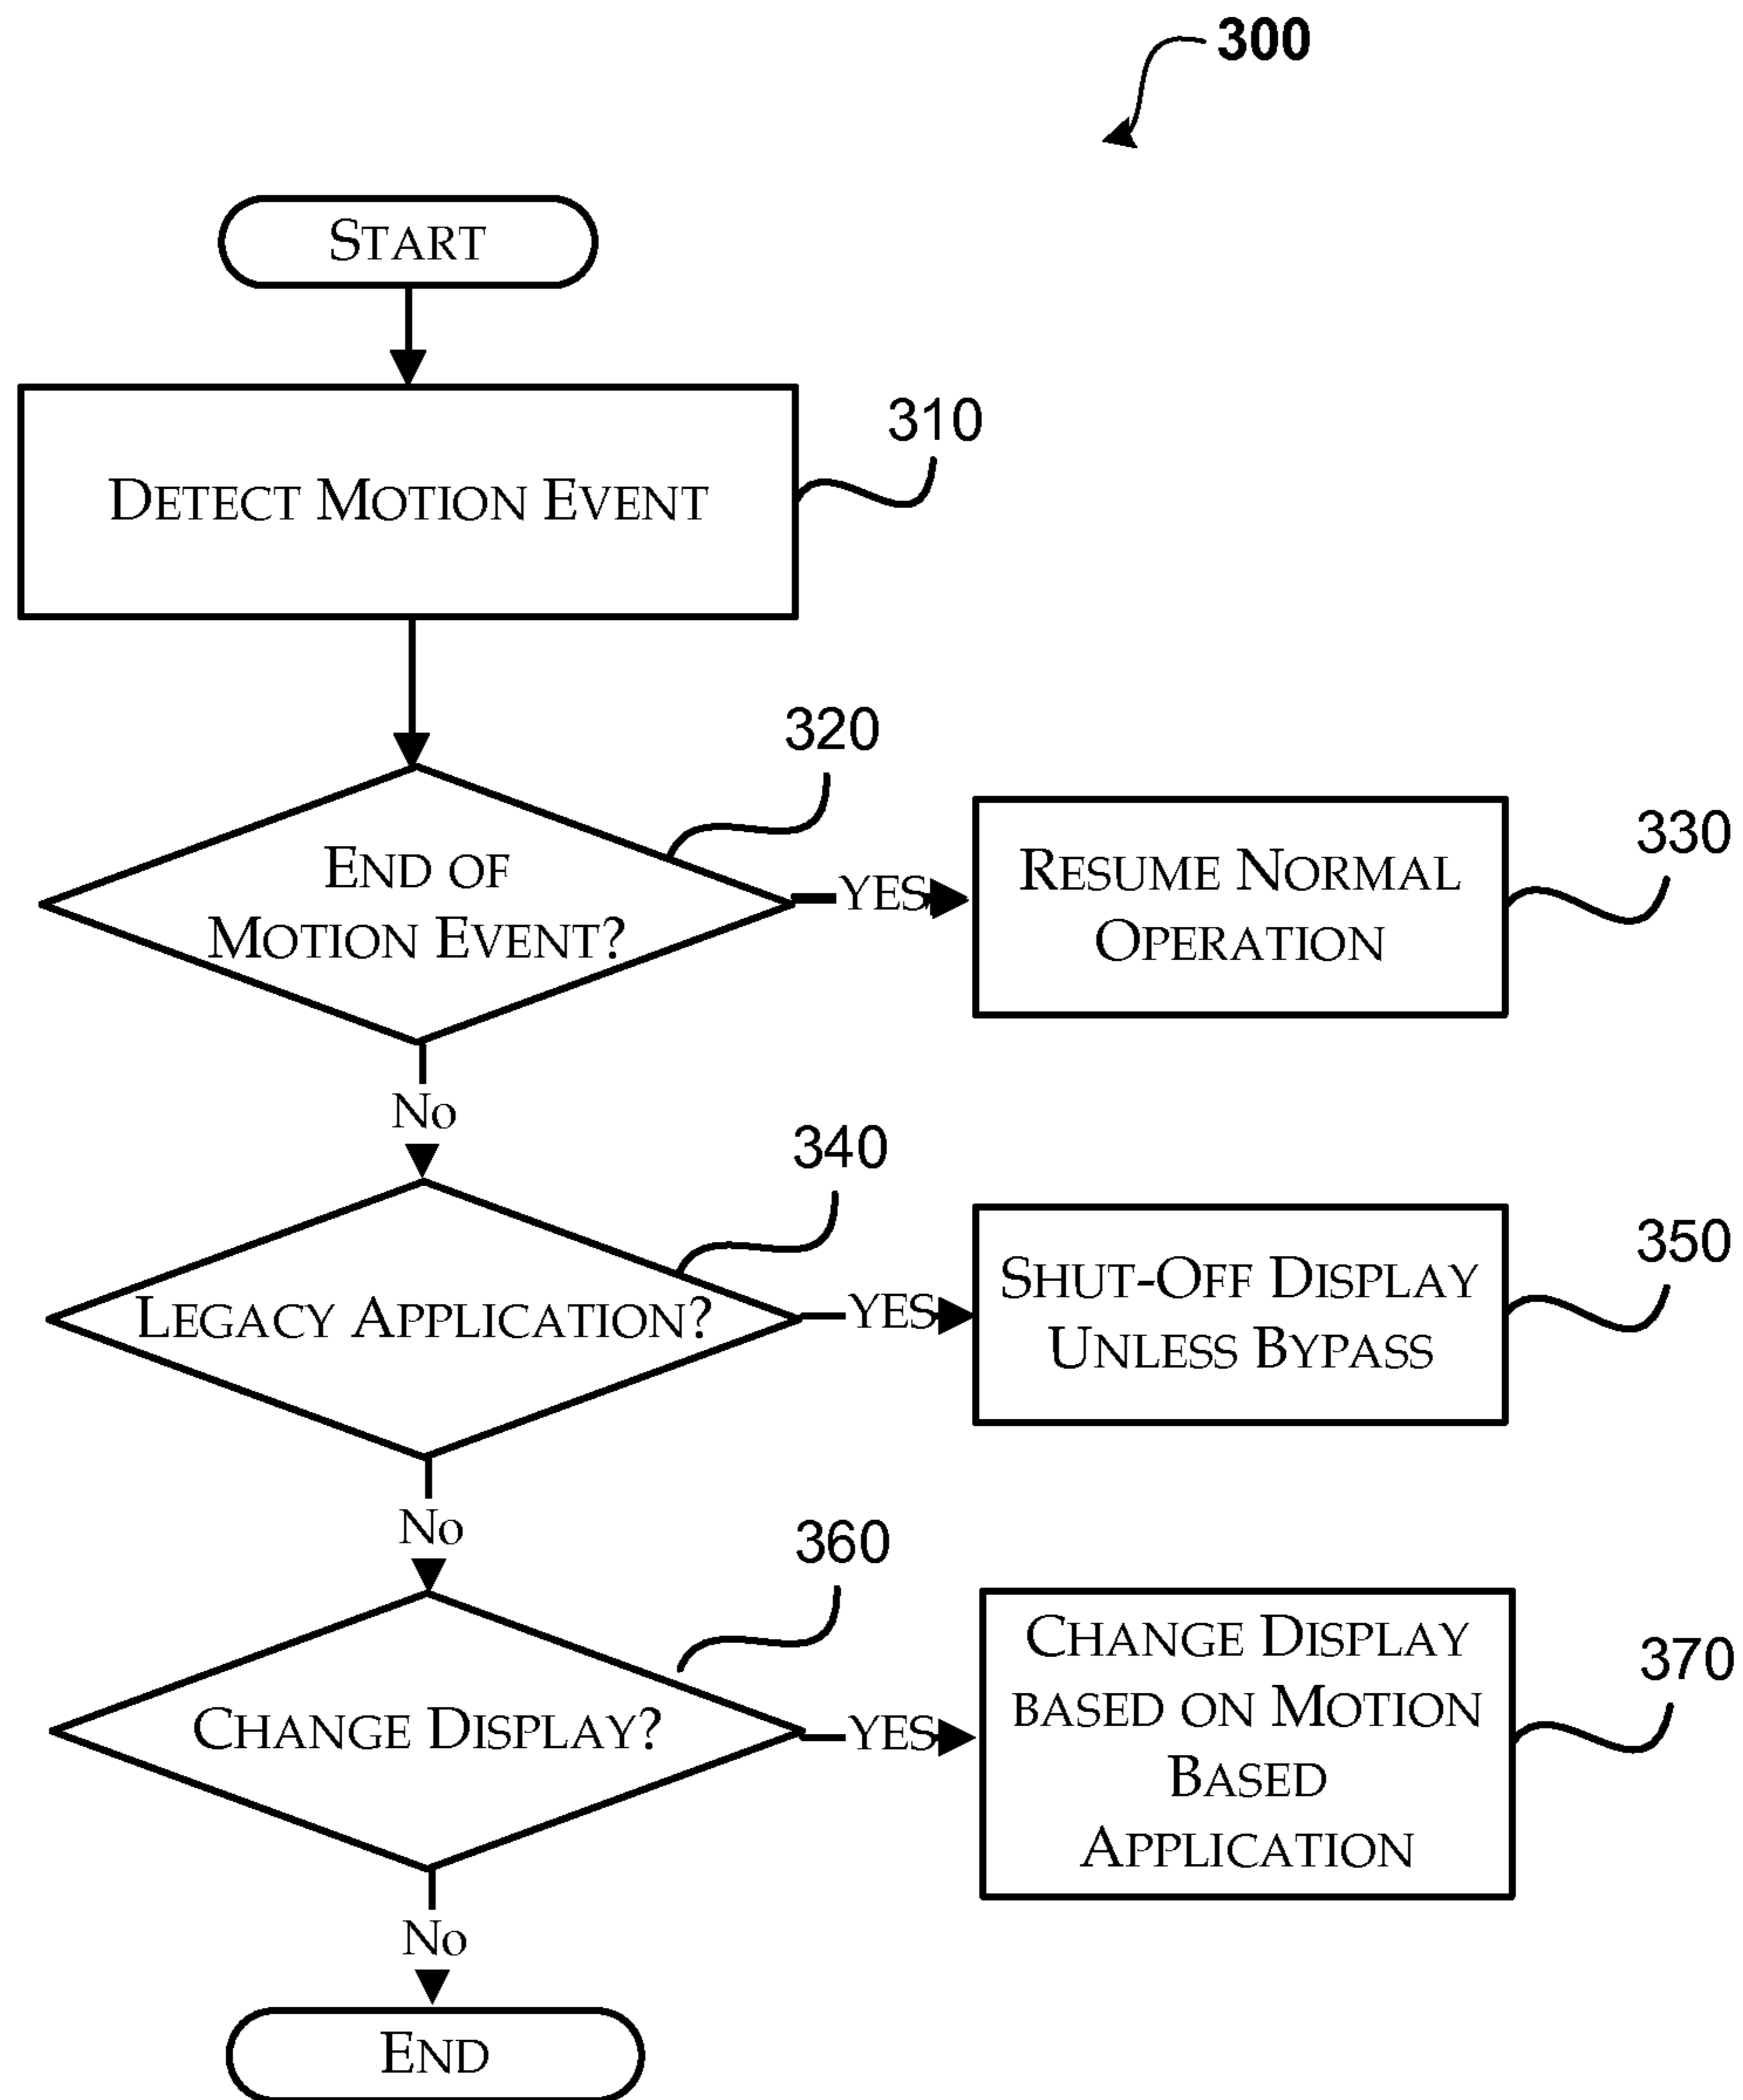 300
START
310
DETECT MOTION EVENT
320
END OF
MOTION EVENT?
YES
330
RESUME NORMAL
OPERATION
NO
340
LEGACY APPLICATION?
YES
350
SHUT-OFF DISPLAY
UNLESS BYPASS
NO
360
CHANGE DISPLAY?
YES
370
CHANGE DISPLAY
BASED ON MOTION
BASED
APPLICATION
NO
END